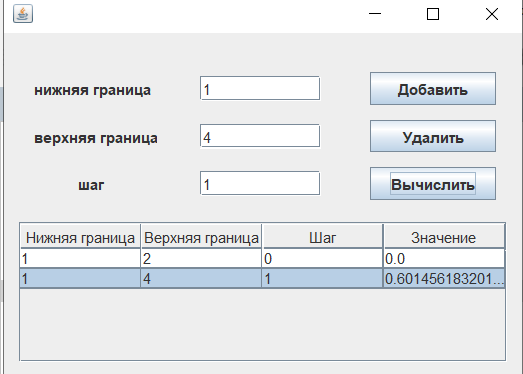 нижняя граница 1 Добавить
верхняя граница 4 Удалить
шаг 1 Вычислить
Нижняя граница Верхняя граница Шаг Значение
1 2 0 0.0
1 4 1 0.601456183201...